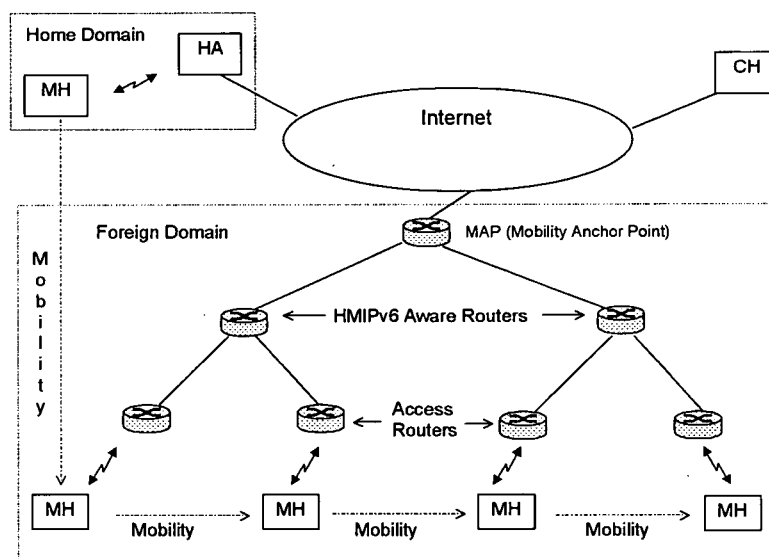 Home Domain
HA
MH
CH
Internet
Foreign Domain
MAP (Mobility Anchor Point)
Mobility
HMIPv6 Aware Routers
Access
Routers
MH
MH
MH
MH
Mobility
Mobility
Mobility